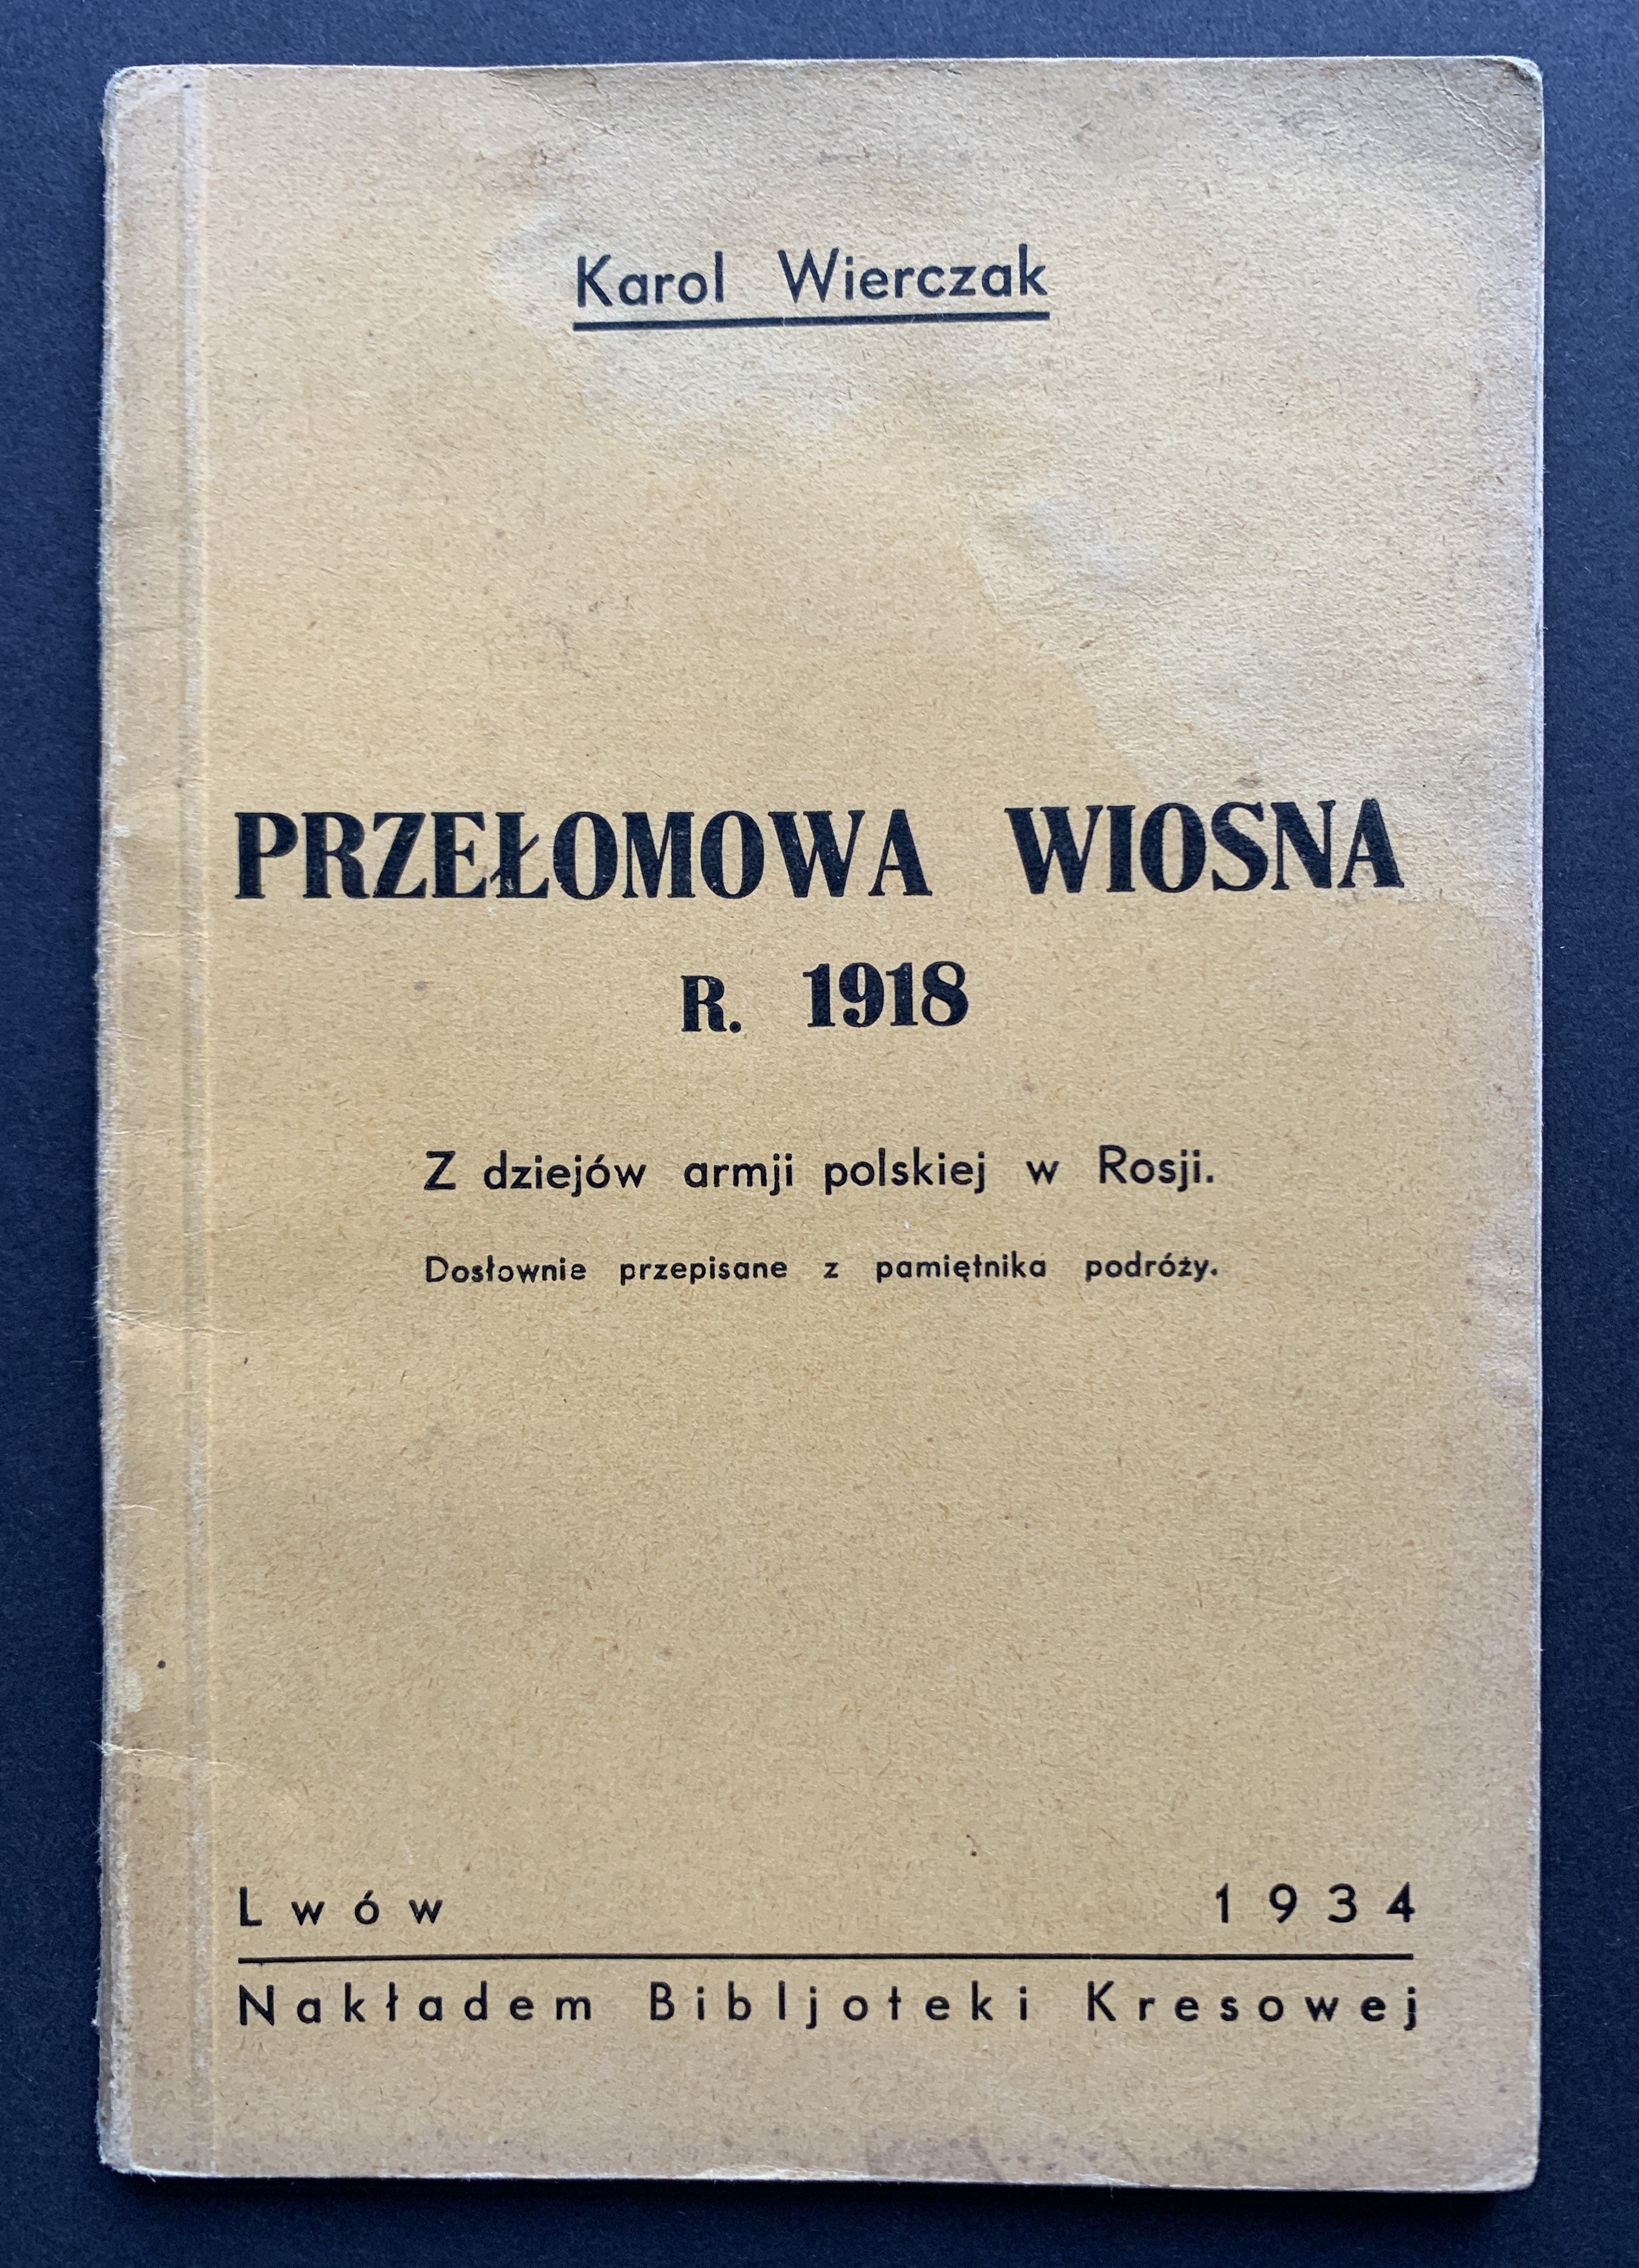 Karol Wierczak
PRZEŁOMOWA WIOSNA
R. 1918
Z dziejów armji polskiej w Rosji.
Dosłownie przepisane z pamiętnika podróży.
Lwów 1934
Nakładem Bibljoteki Kresowej